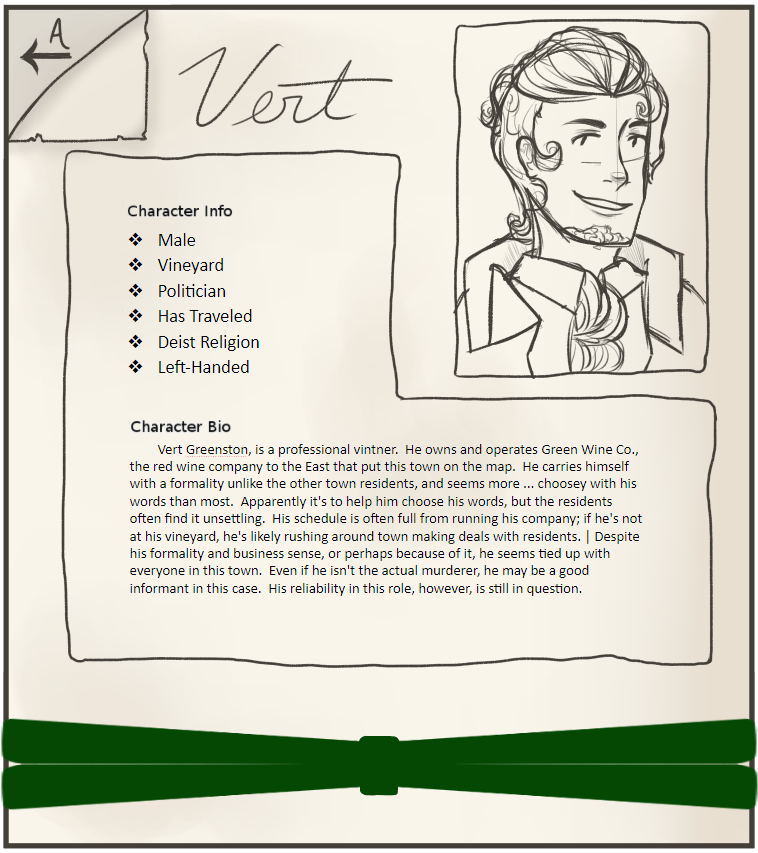 A
Vert
Character Info
❖ Male
❖ Vineyard
❖ Politician
❖ Has Traveled
❖ Deist Religion
❖ Left-Handed
Character Bio
Vert Greenston, is a professional vintner. He owns and operates Green Wine Co.,
the red wine company to the East that put this town on the map. He carries himself
with a formality unlike the other town residents, and seems more ... choosey with his
words than most. Apparently it's to help him choose his words, but the residents
often find it unsettling. His schedule is often full from running his company; if he's not
at his vineyard, he's likely rushing around town making deals with residents. | Despite
his formality and business sense, or perhaps because of it, he seems tied up with
everyone in this town. Even if he isn't the actual murderer, he may be a good
informant in this case. His reliability in this role, however, is still in question.